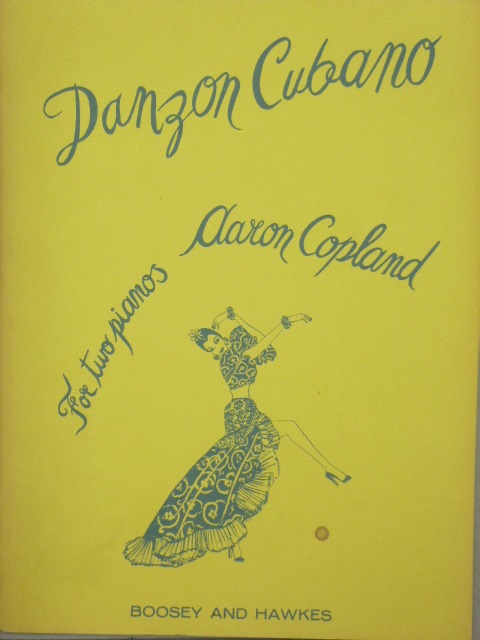 Danzon Cubano
Aaron Copland
For two pianos
BOOSEY AND HAWKES